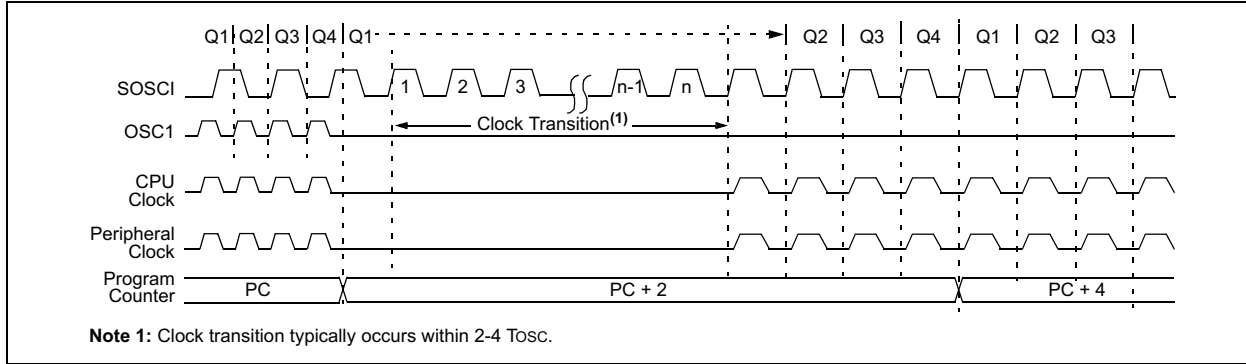 Q1 Q2 Q3 Q4 Q1 Q2 Q3 Q4 Q1 Q2 Q3
SOSCI 1 2 3 n-1 n
OSC1 Clock Transition(1)
CPU
Clock
Peripheral
Clock
Program
Counter
PC PC + 2 PC + 4
Note 1: Clock transition typically occurs within 2-4 TOSC.